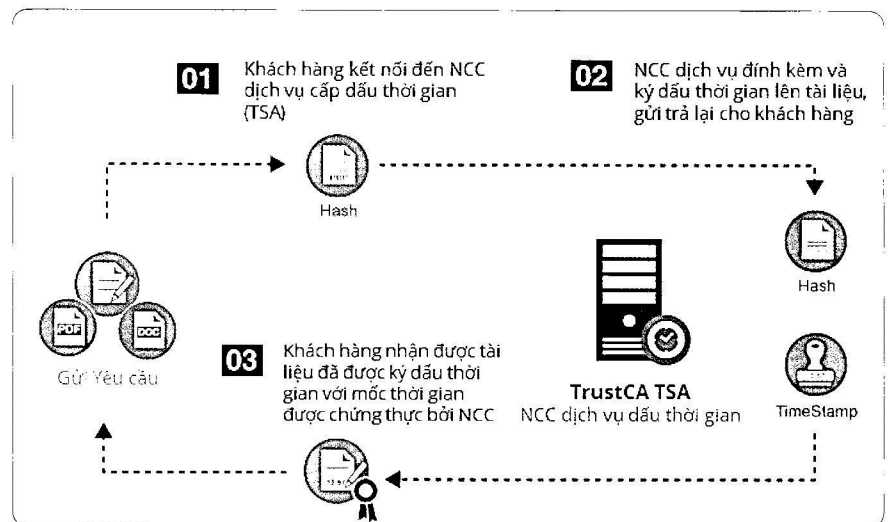 01
Khách hàng kết nối đến NCC
dịch vụ cấp dấu thời gian
(TSA)
02
NCC dịch vụ đính kèm và
ký dấu thời gian lên tài liệu,
gửi trả lại cho khách hàng
PDF
Hash
Hash
PDF
DOC
Gửi Yêu cầu
03
Khách hàng nhận được tài
liệu đã được ký dấu thời
gian với mốc thời gian
được chứng thực bởi NCC
TrustCA TSA
NCC dịch vụ dấu thời gian
TimeStamp